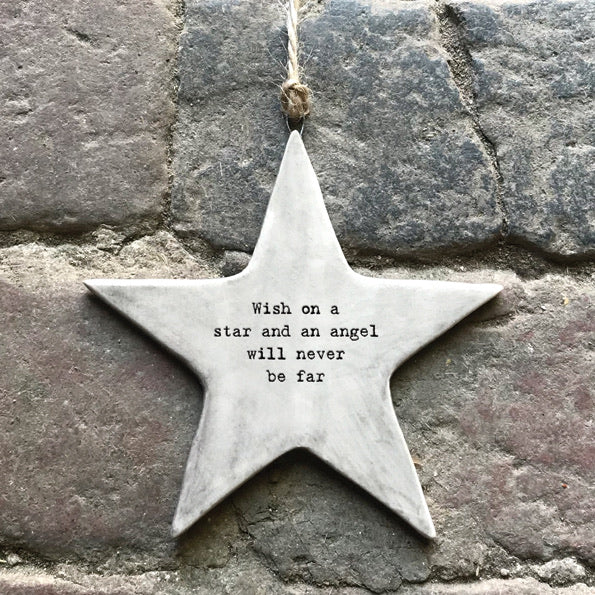 Wish on a
star and an angel
will never
be far